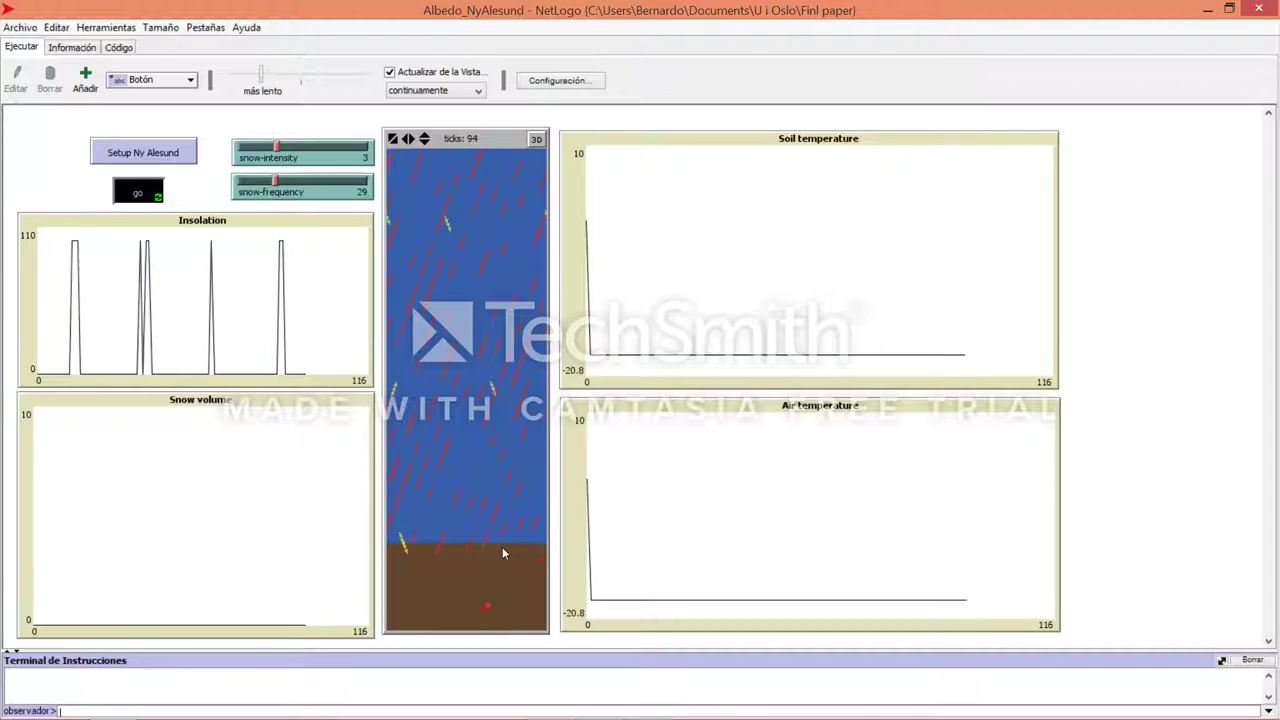 Albedo_NyAlesund - NetLogo {C:\Users\Bernardo\Documents\U i Oslo\Finl paper}
Archivo Editar Herramientas Tamaño Pestañas Ayuda
Ejecutar Información Código
Editar Borrar Añadir
abc Botón
más lento
Actualizar de la Vista...
continuamente
Configuración...
Setup Ny Alesund
go
snow-intensity 3
snow-frequency 29
ticks: 94
3D
Insolation
110
0
0 116
Snow volume
10
0
0 116
Soil temperature
10
-20.8
0 116
Air temperature
10
-20.8
0 116
TechSmith
MADE WITH CAMTASIA FREE TRIAL
Terminal de Instrucciones
Borrar
observador>